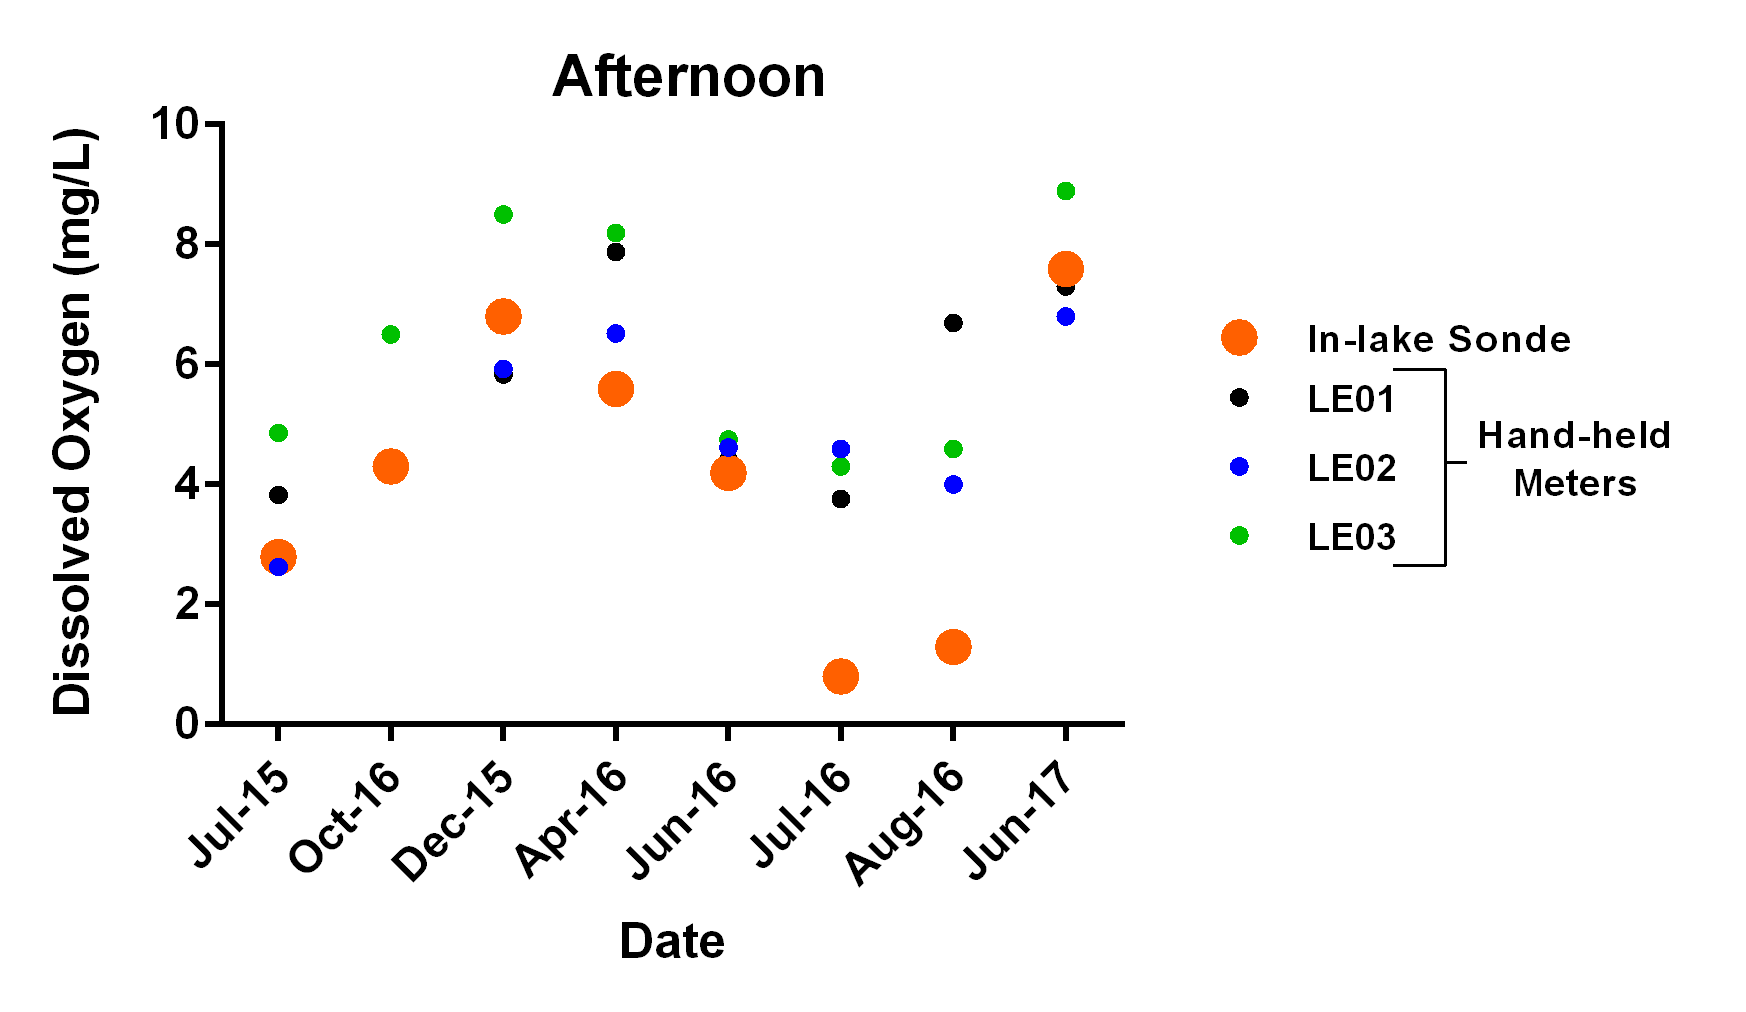 Afternoon
Dissolved Oxygen (mg/L)
10
8
6
4
2
0
Jul-15
Oct-16
Dec-15
Apr-16
Jun-16
Jul-16
Aug-16
Jun-17
Date
In-lake Sonde
LE01
LE02
LE03
Hand-held
Meters